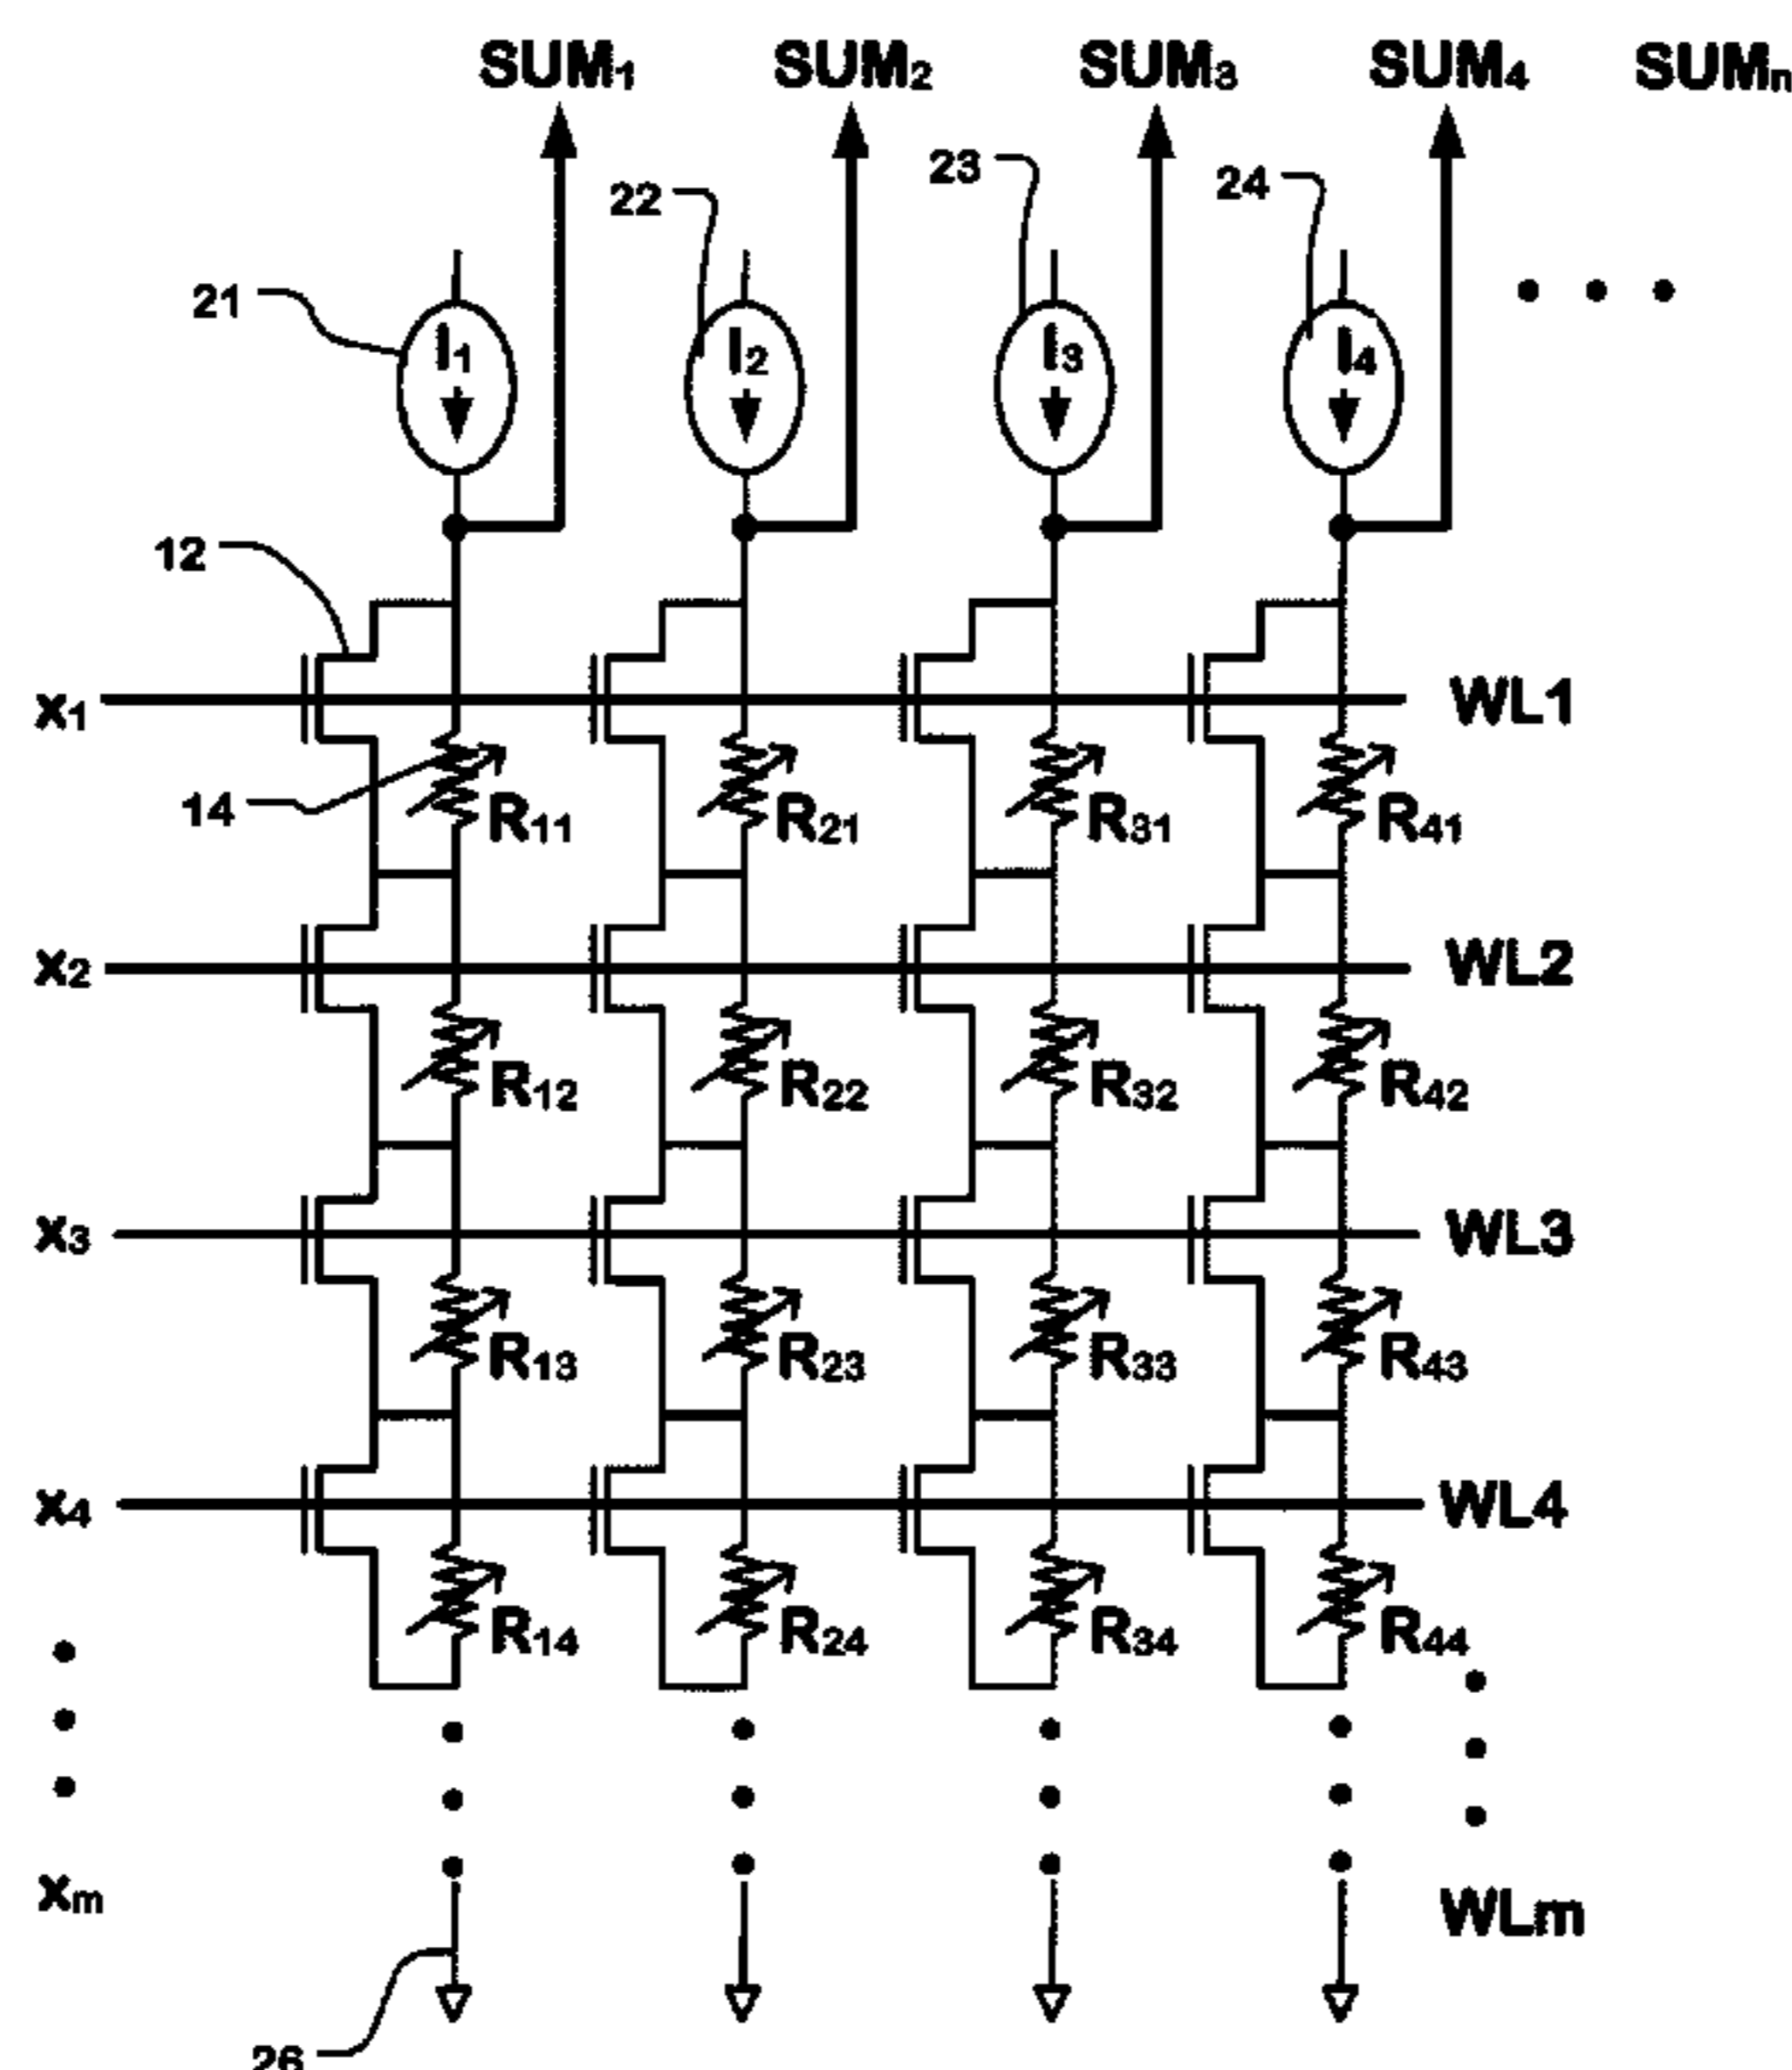 SUM₁ SUM₂ SUM₃ SUM₄ SUMₙ
23
22 24
21
I₁ I₂ I₃ I₄
12
x₁ WL1
14 R₁₁ R₂₁ R₃₁ R₄₁
x₂ WL2
R₁₂ R₂₂ R₃₂ R₄₂
x₃ WL3
R₁₃ R₂₃ R₃₃ R₄₃
x₄ WL4
R₁₄ R₂₄ R₃₄ R₄₄
xₘ WLm
26